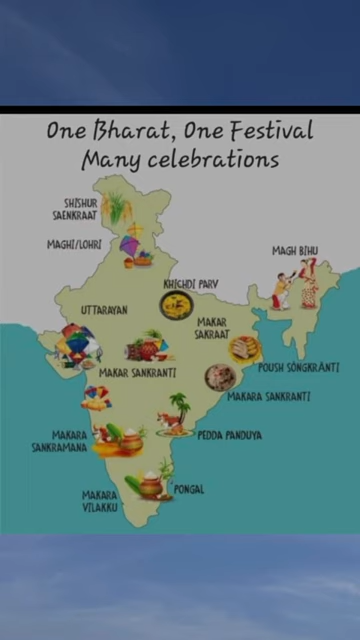 One Bharat, One Festival
Many celebrations
SHISHUR
SAENKRAAT
MAGHI/LOHRI
MAGH BIHU
KHICHDI PARV
UTTARAYAN
MAKAR
SAKRAAT
POUSH SONGKRANTI
MAKAR SANKRANTI
MAKARA SANKRANTI
MAKARA
SANKRAMANA
PEDDA PANDUYA
PONGAL
MAKARA
VILAKKU